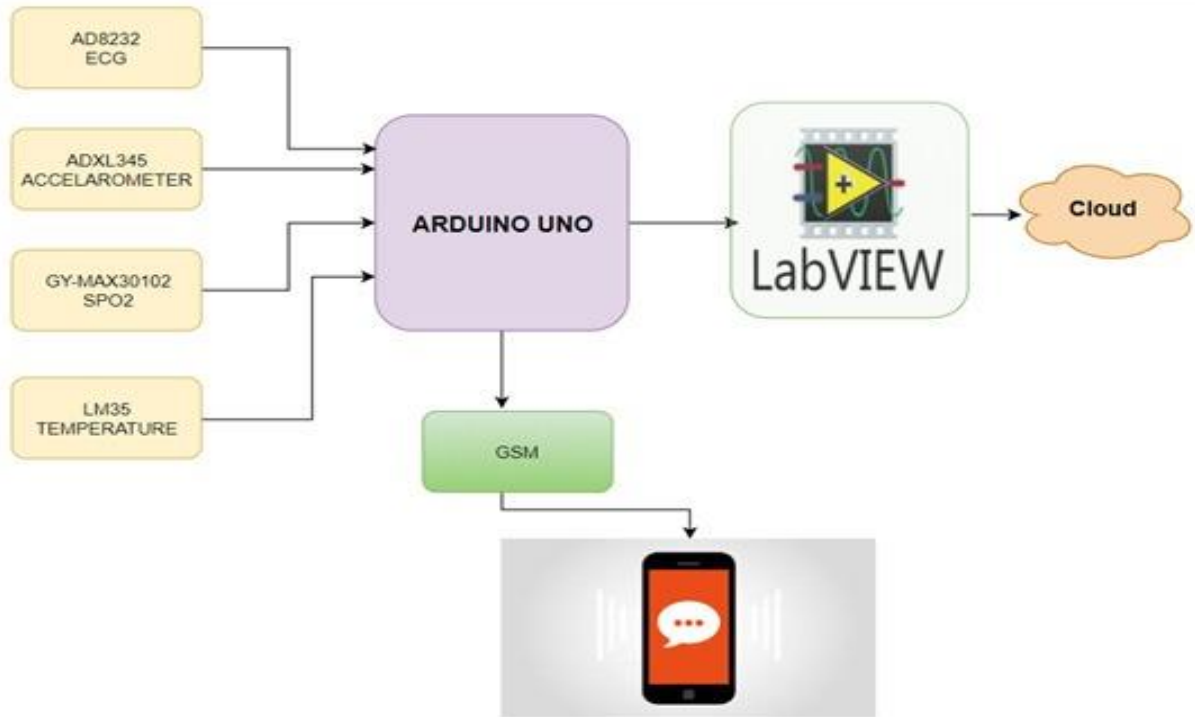 AD8232
ECG
ADXL345
ACCELAROMETER
GY-MAX30102
SPO2
LM35
TEMPERATURE
ARDUINO UNO
LabVIEW
Cloud
GSM